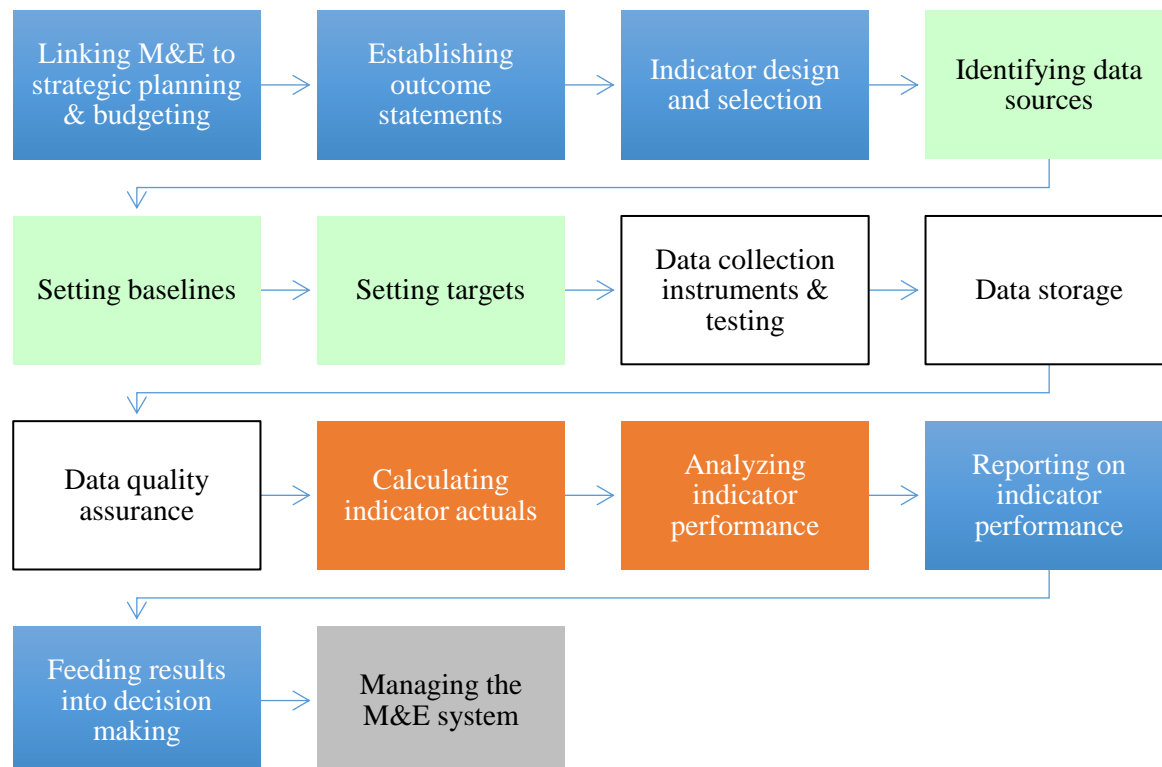 Linking M&E to
strategic planning
& budgeting
Establishing
outcome
statements
Indicator design
and selection
Identifying data
sources
Setting baselines
Setting targets
Data collection
instruments &
testing
Data storage
Data quality
assurance
Calculating
indicator actuals
Analyzing
indicator
performance
Reporting on
indicator
performance
Feeding results
into decision
making
Managing the
M&E system